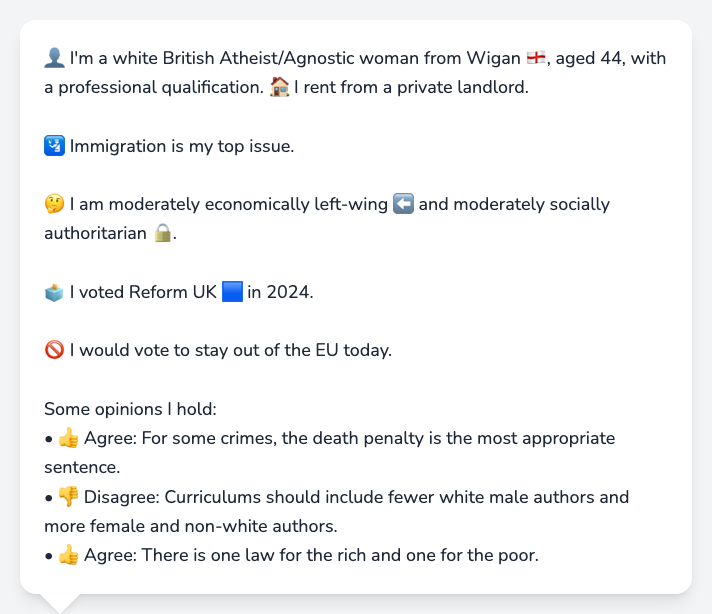 👤 I'm a white British Atheist/Agnostic woman from Wigan 🏴󠁧󠁢󠁥󠁮󠁧󠁿, aged 44, with
a professional qualification. 🏠 I rent from a private landlord.
🛂 Immigration is my top issue.
🤔 I am moderately economically left-wing ⬅️ and moderately socially
authoritarian 🔒.
🗳️ I voted Reform UK 🟦 in 2024.
🚫 I would vote to stay out of the EU today.
Some opinions I hold:
• 👍 Agree: For some crimes, the death penalty is the most appropriate
sentence.
• 👎 Disagree: Curriculums should include fewer white male authors and
more female and non-white authors.
• 👍 Agree: There is one law for the rich and one for the poor.